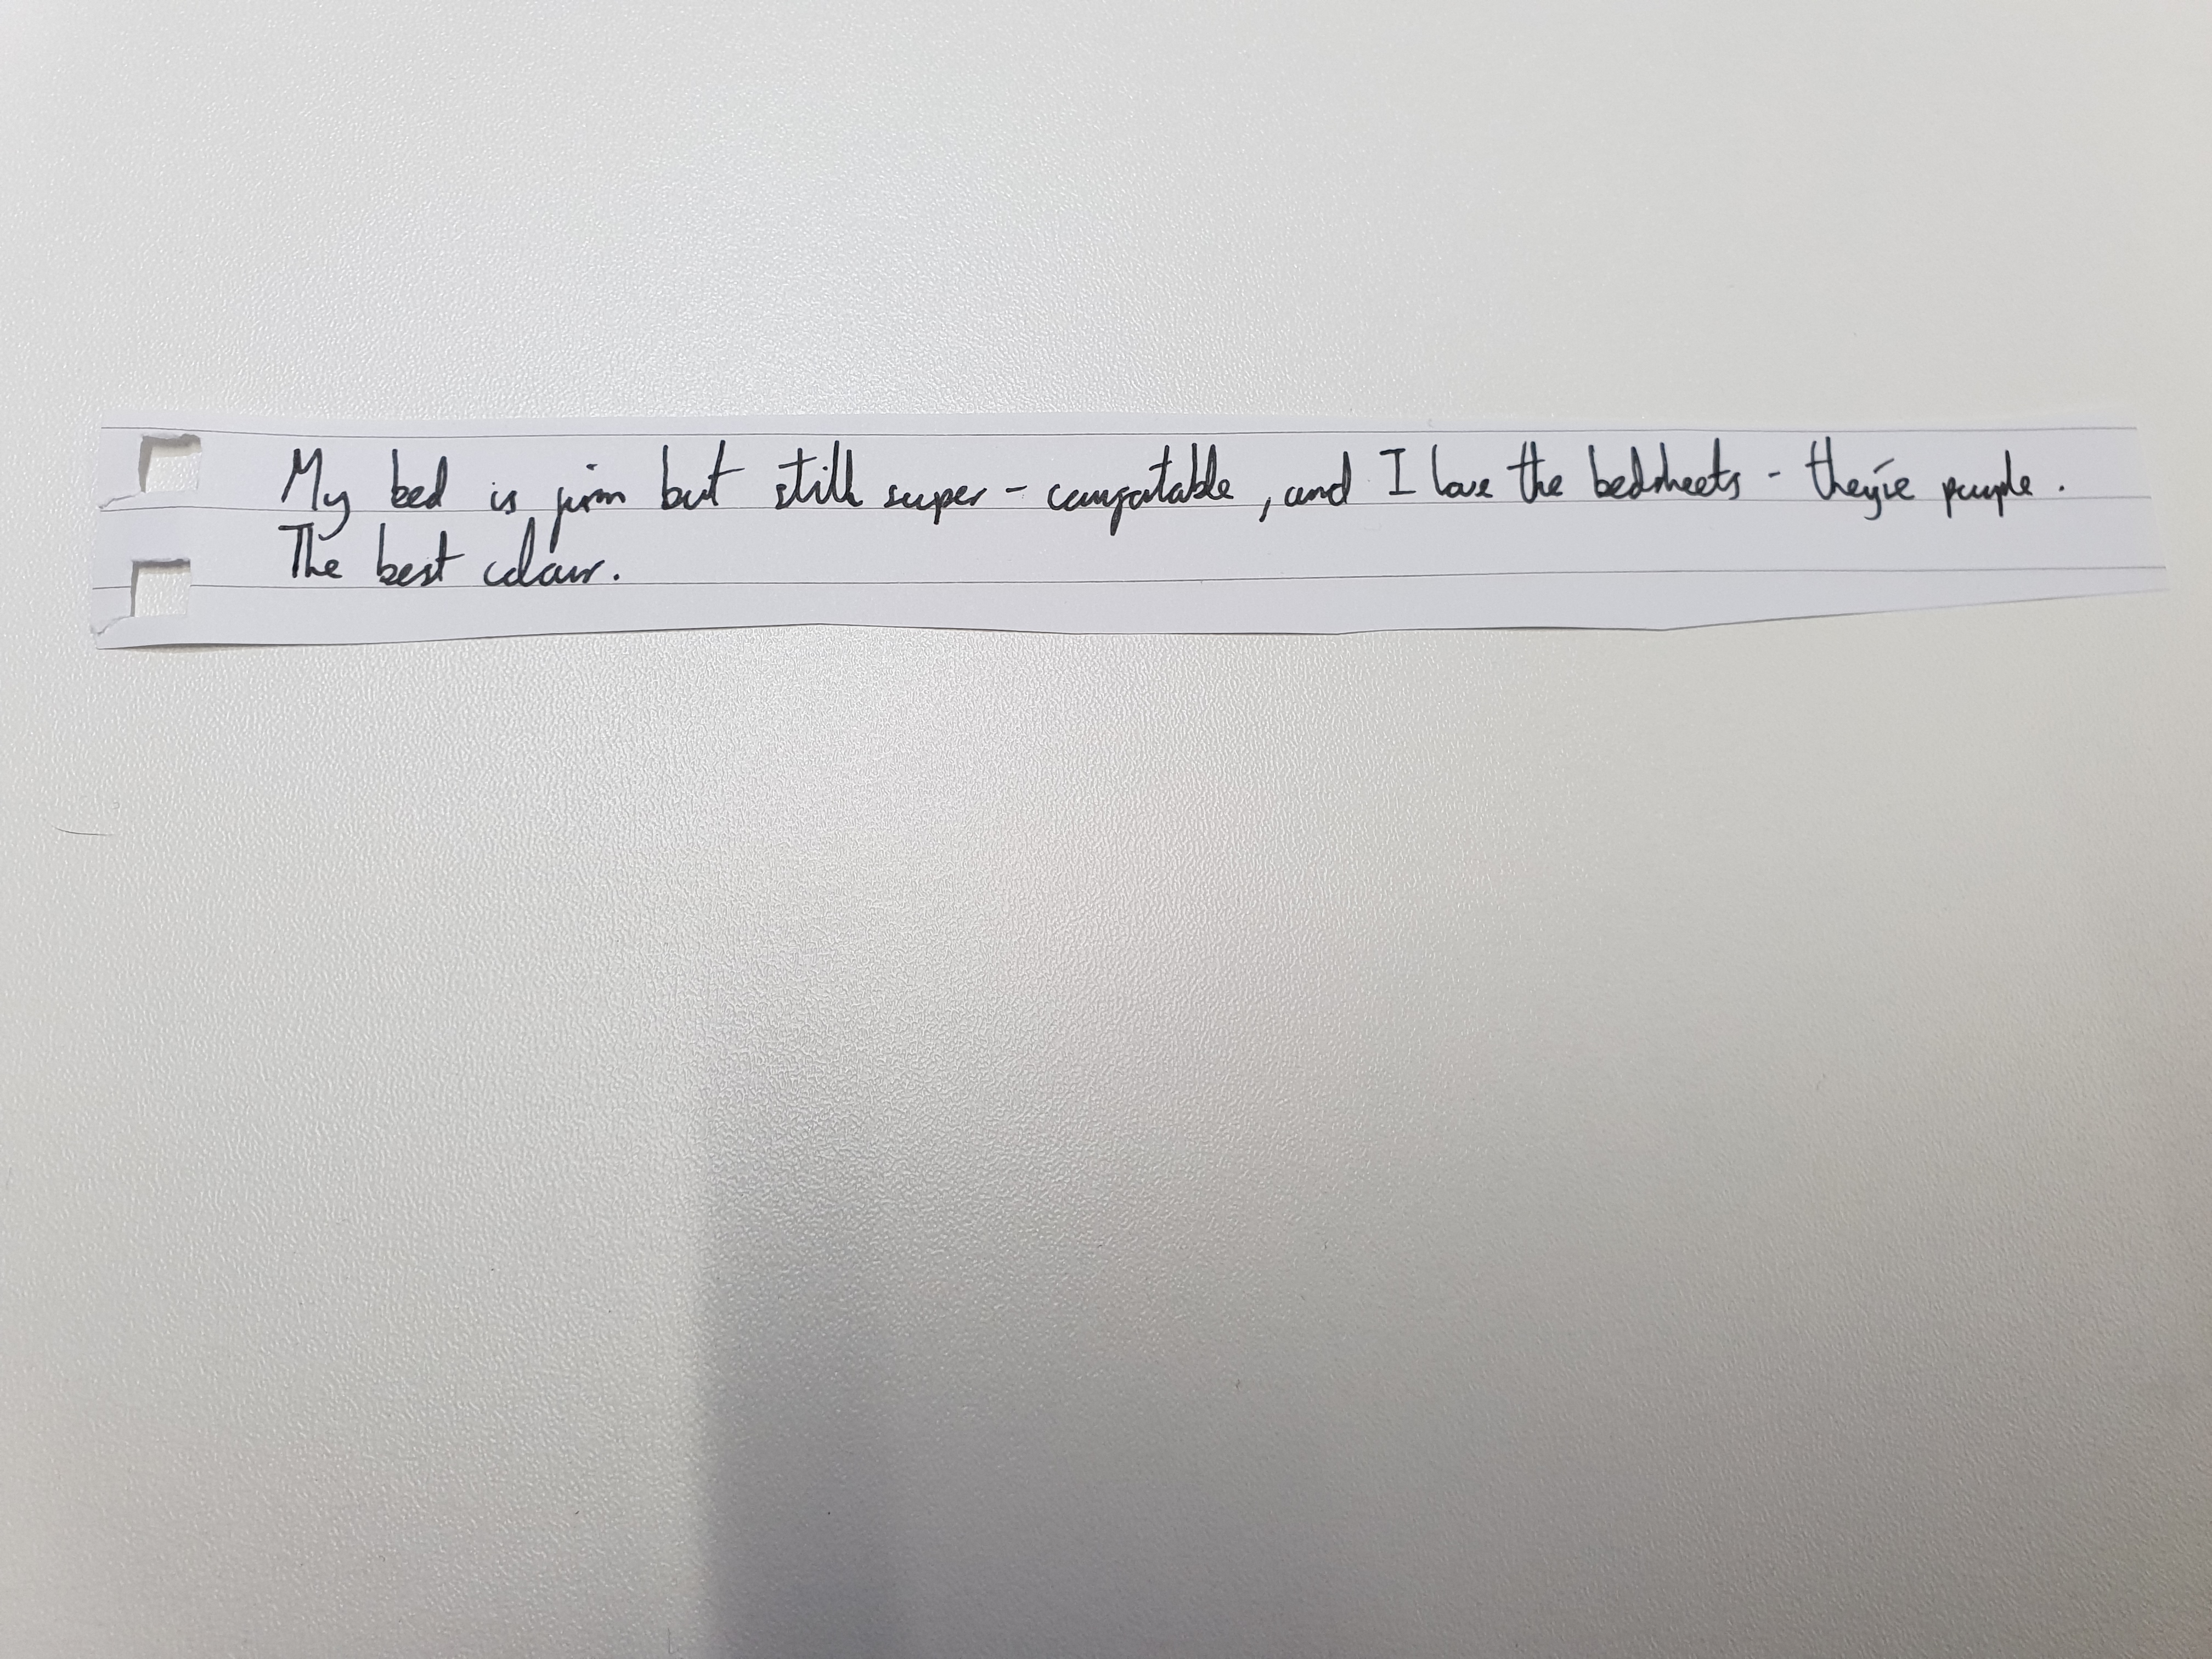 My bed is firm but still super-comfortable, and I love the bedsheets - they're purple.
The best colour.